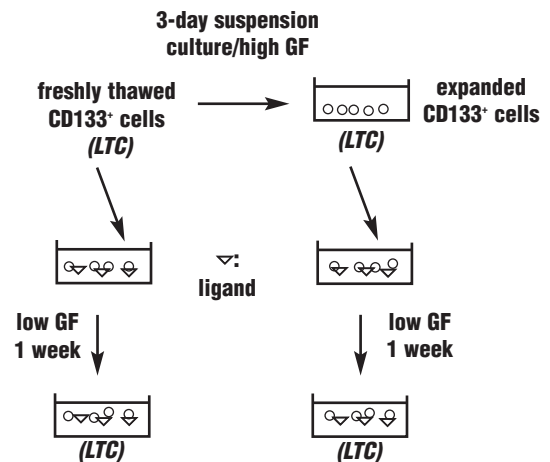 3-day suspension
culture/high GF
freshly thawed
CD133⁺ cells
(LTC)
expanded
CD133⁺ cells
(LTC)
▽:
ligand
low GF
1 week
low GF
1 week
(LTC)
(LTC)